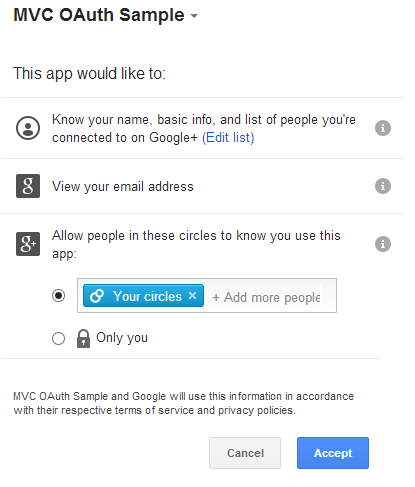 MVC OAuth Sample
This app would like to:
Know your name, basic info, and list of people you're
connected to on Google+ (Edit list)
g View your email address
g+ Allow people in these circles to know you use this
app:
Your circles × + Add more people
Only you
MVC OAuth Sample and Google will use this information in accordance
with their respective terms of service and privacy policies.
Cancel Accept